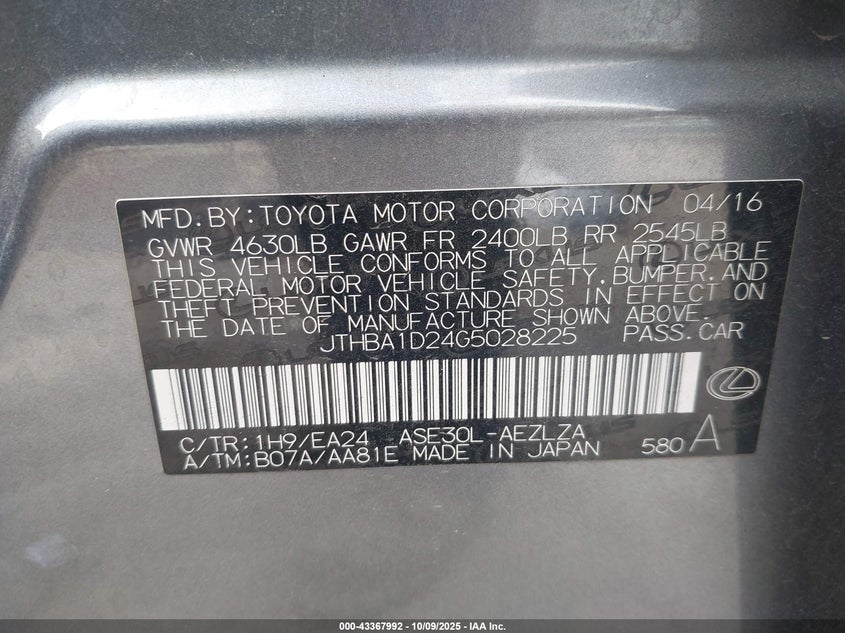 MFD.BY:TOYOTA MOTOR CORPORATION 04/16
GVWR 4630LB GAWR FR 2400LB RR 2545LB
THIS VEHICLE CONFORMS TO ALL APPLICABLE
FEDERAL MOTOR VEHICLE SAFETY.BUMPER.AND
THEFT PREVENTION STANDARDS IN EFFECT ON
THE DATE OF MANUFACTURE SHOWN ABOVE.
JTHBA1D24G5028225 PASS.CAR
C/TR:1H9/EA24 ASE30L-AEZLZA
A/TM:B07A/AA81E MADE IN JAPAN 580 A
000-43367992 - 10/09/2025 - IAA Inc.